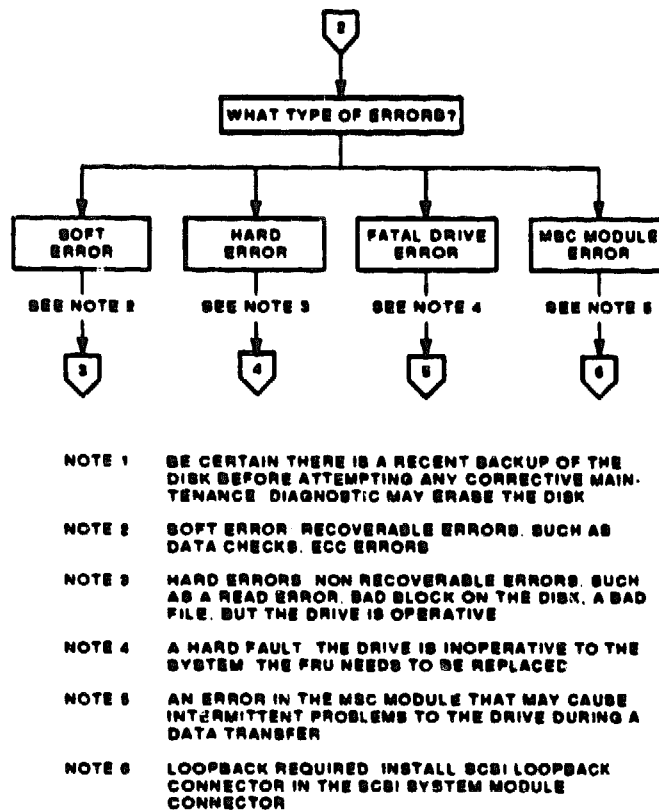 2
WHAT TYPE OF ERRORS?
SOFT ERROR
HARD ERROR
FATAL DRIVE ERROR
MSC MODULE ERROR
SEE NOTE 2
SEE NOTE 3
SEE NOTE 4
SEE NOTE 5
3
4
5
6
NOTE 1 BE CERTAIN THERE IS A RECENT BACKUP OF THE
DISK BEFORE ATTEMPTING ANY CORRECTIVE MAIN-
TENANCE DIAGNOSTIC MAY ERASE THE DISK
NOTE 2 SOFT ERROR RECOVERABLE ERRORS, SUCH AS
DATA CHECKS, ECC ERRORS
NOTE 3 HARD ERRORS NON RECOVERABLE ERRORS, SUCH
AS A READ ERROR, BAD BLOCK ON THE DISK, A BAD
FILE, BUT THE DRIVE IS OPERATIVE
NOTE 4 A HARD FAULT THE DRIVE IS INOPERATIVE TO THE
SYSTEM THE FRU NEEDS TO BE REPLACED
NOTE 5 AN ERROR IN THE MSC MODULE THAT MAY CAUSE
INTERMITTENT PROBLEMS TO THE DRIVE DURING A
DATA TRANSFER
NOTE 6 LOOPBACK REQUIRED INSTALL SCSI LOOPBACK
CONNECTOR IN THE SCSI SYSTEM MODULE
CONNECTOR